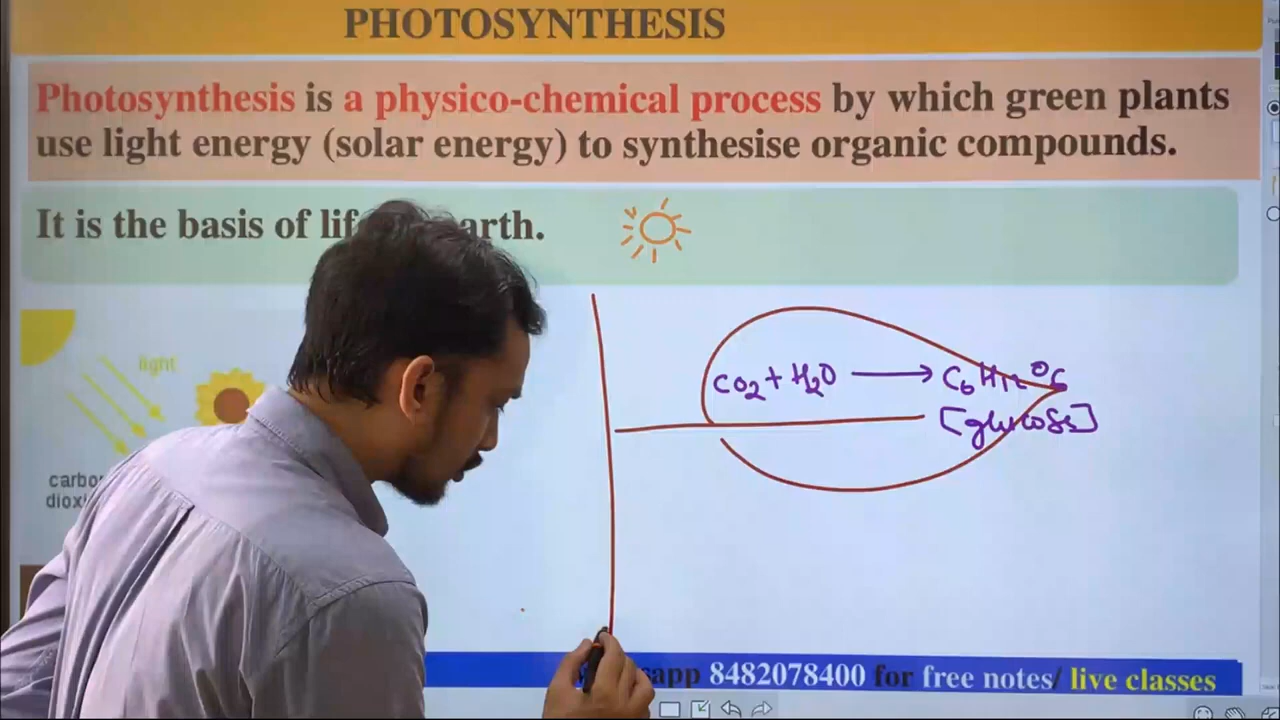 PHOTOSYNTHESIS
Photosynthesis is a physico-chemical process by which green plants
use light energy (solar energy) to synthesise organic compounds.
It is the basis of lif arth.
light
CO2 + H2O → C6H12O6
[glucose]
carbo
diox
app 8482078400 for free notes/ live classes